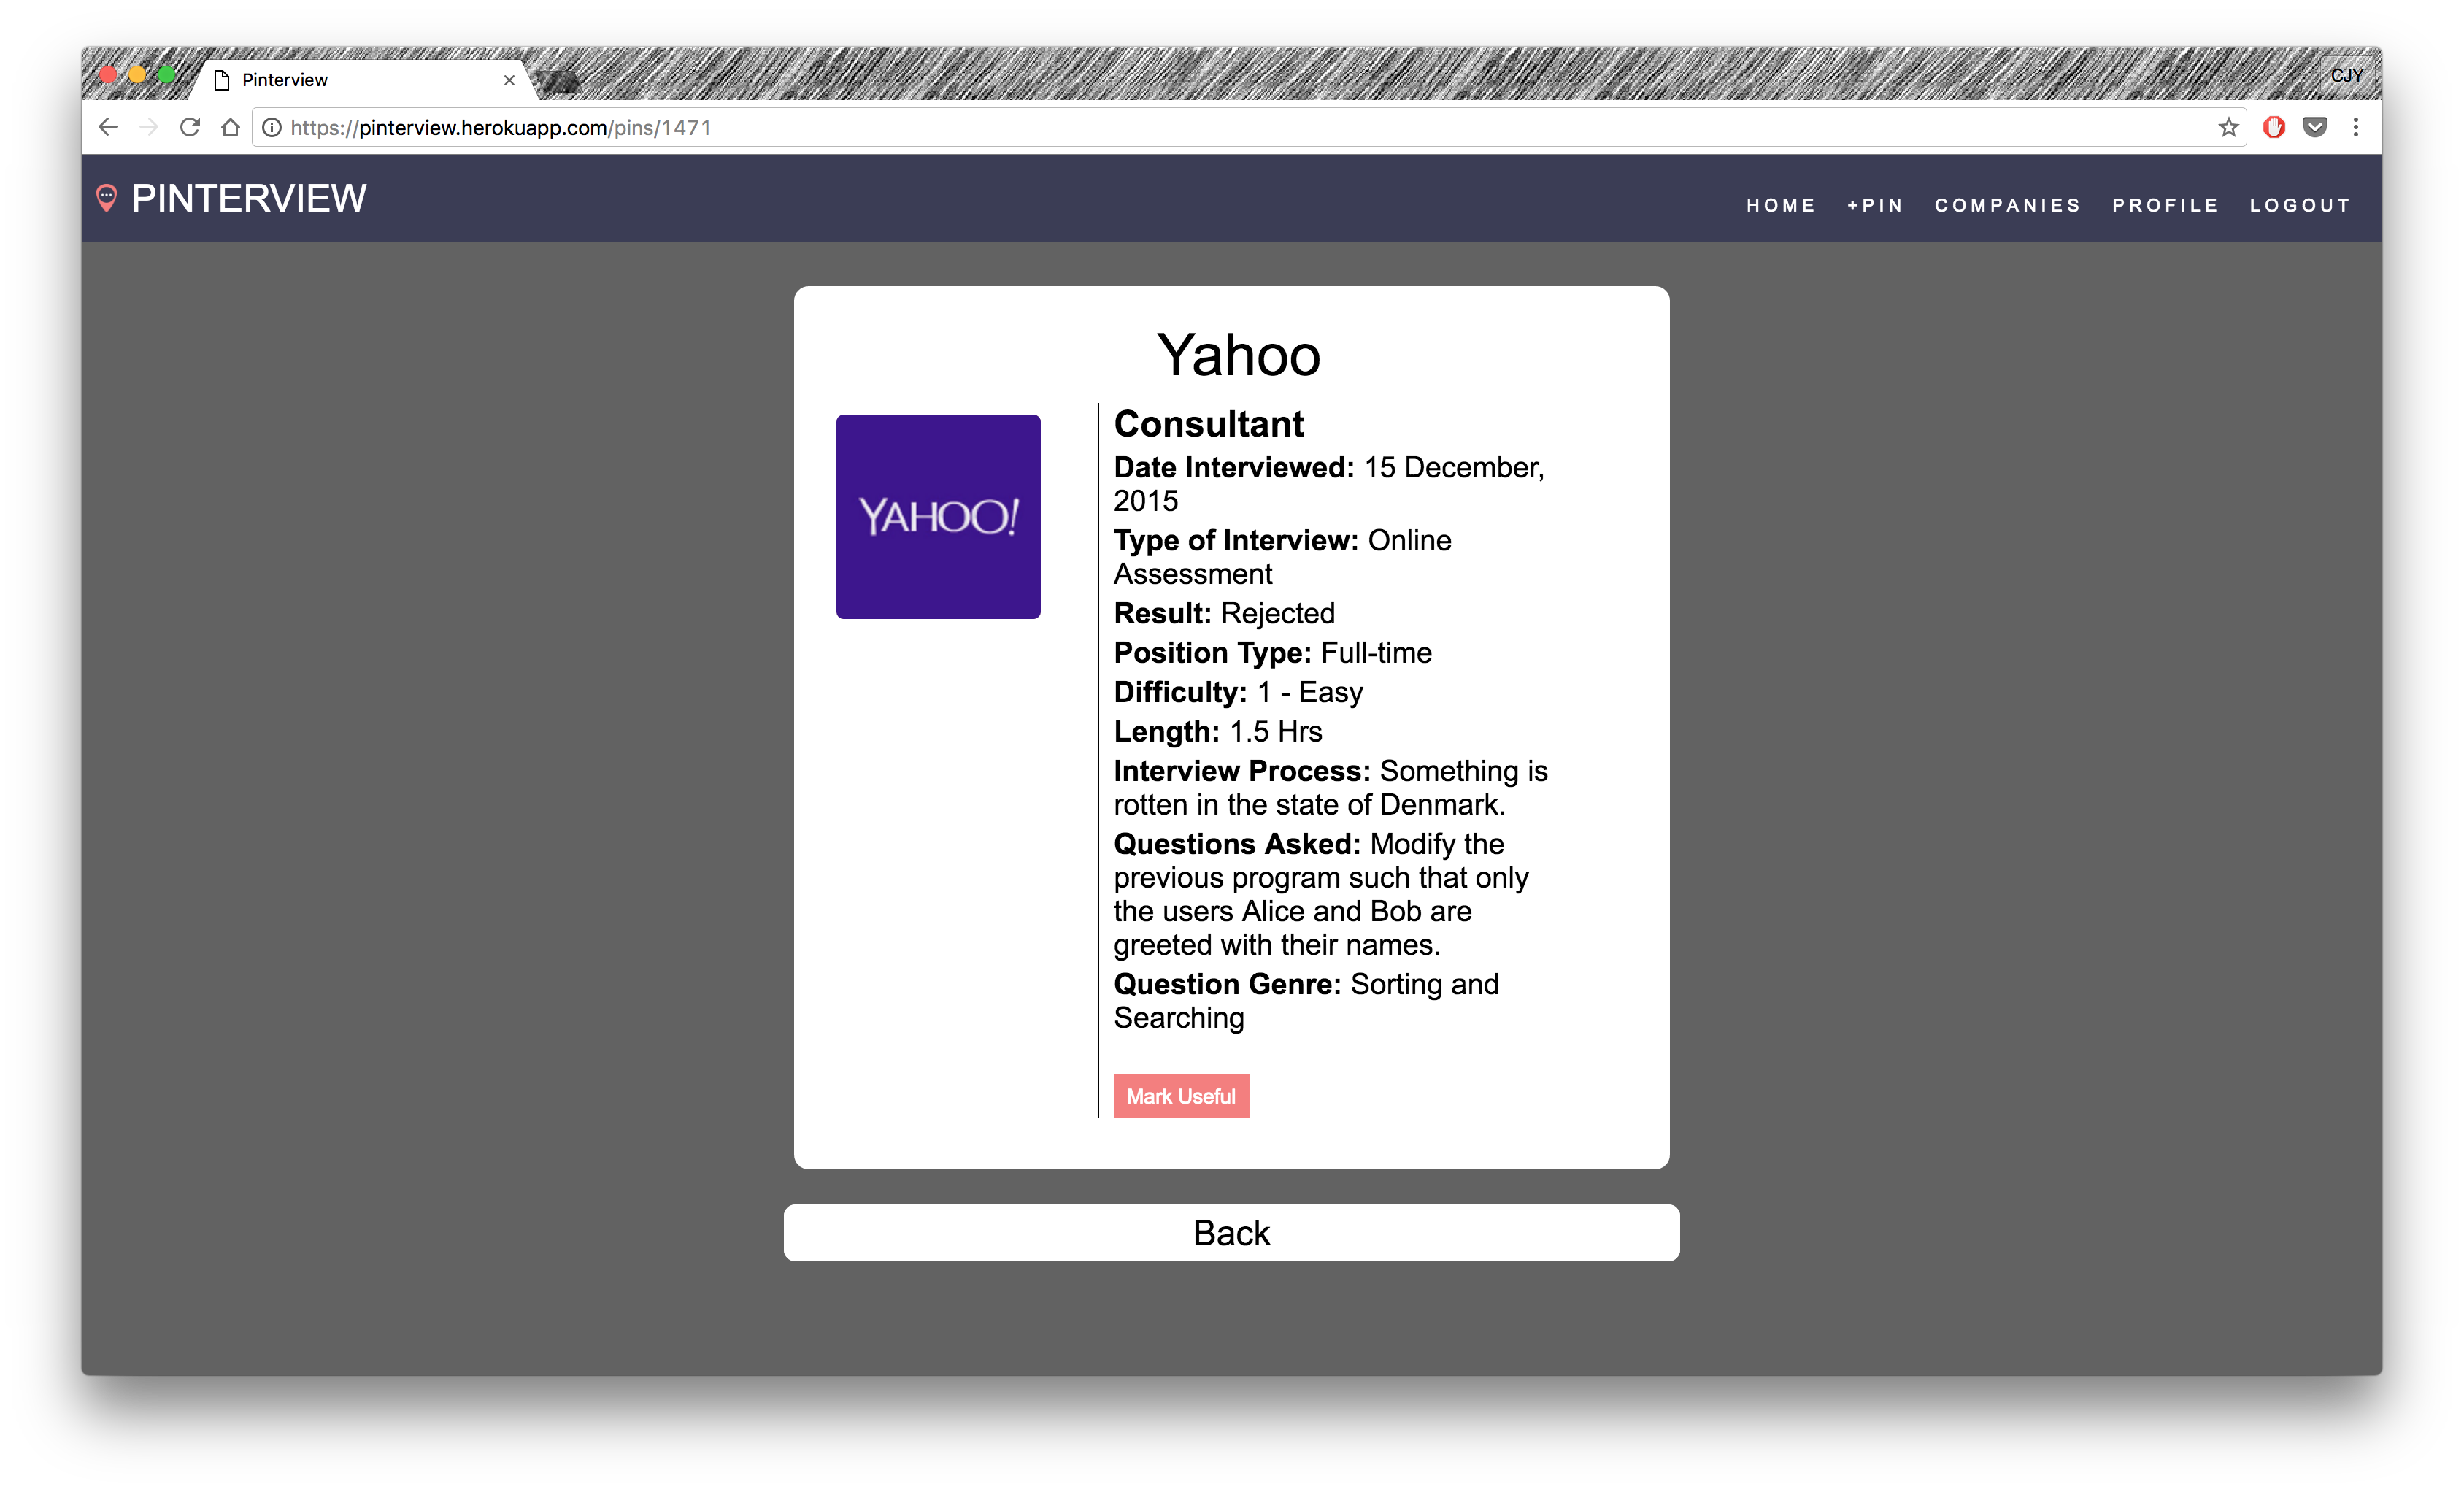 Pinterview
CJY
https://pinterview.herokuapp.com/pins/1471
PINTERVIEW
HOME +PIN COMPANIES PROFILE LOGOUT
Yahoo
YAHOO!
Consultant
Date Interviewed: 15 December,
2015
Type of Interview: Online
Assessment
Result: Rejected
Position Type: Full-time
Difficulty: 1 - Easy
Length: 1.5 Hrs
Interview Process: Something is
rotten in the state of Denmark.
Questions Asked: Modify the
previous program such that only
the users Alice and Bob are
greeted with their names.
Question Genre: Sorting and
Searching
Mark Useful
Back